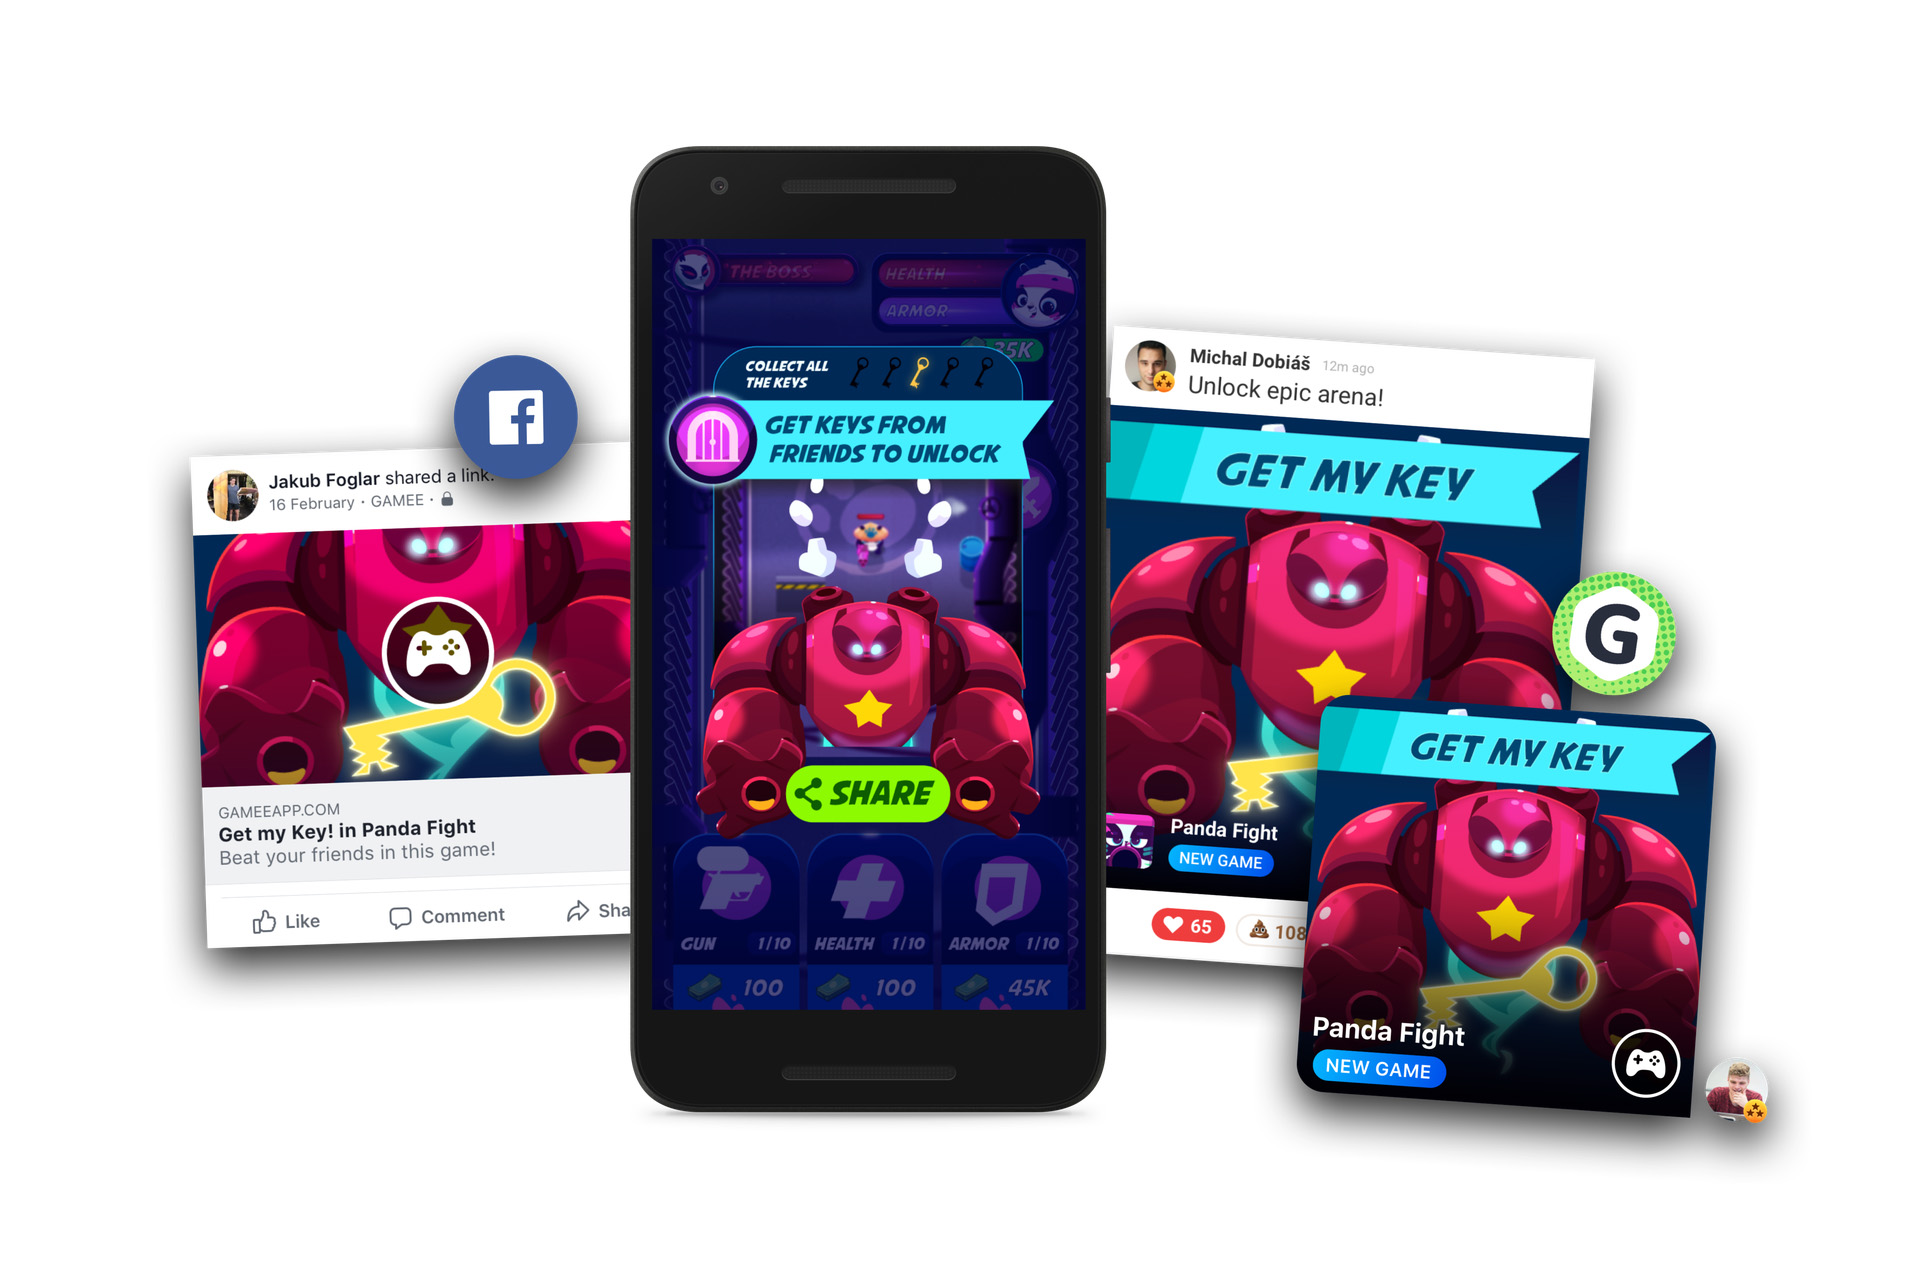 Jakub Foglar shared a link.
16 February · GAMEE ·
GAMEEAPP.COM
Get my Key! in Panda Fight
Beat your friends in this game!
Like
Comment
Sha
THE BOSS
HEALTH
ARMOR
35K
COLLECT ALL
THE KEYS
GET KEYS FROM
FRIENDS TO UNLOCK
SHARE
GUN 1/10
HEALTH 1/10
ARMOR 1/10
100
100
45K
Michal Dobiáš 12m ago
Unlock epic arena!
GET MY KEY
Panda Fight
NEW GAME
65
108
G
GET MY KEY
Panda Fight
NEW GAME